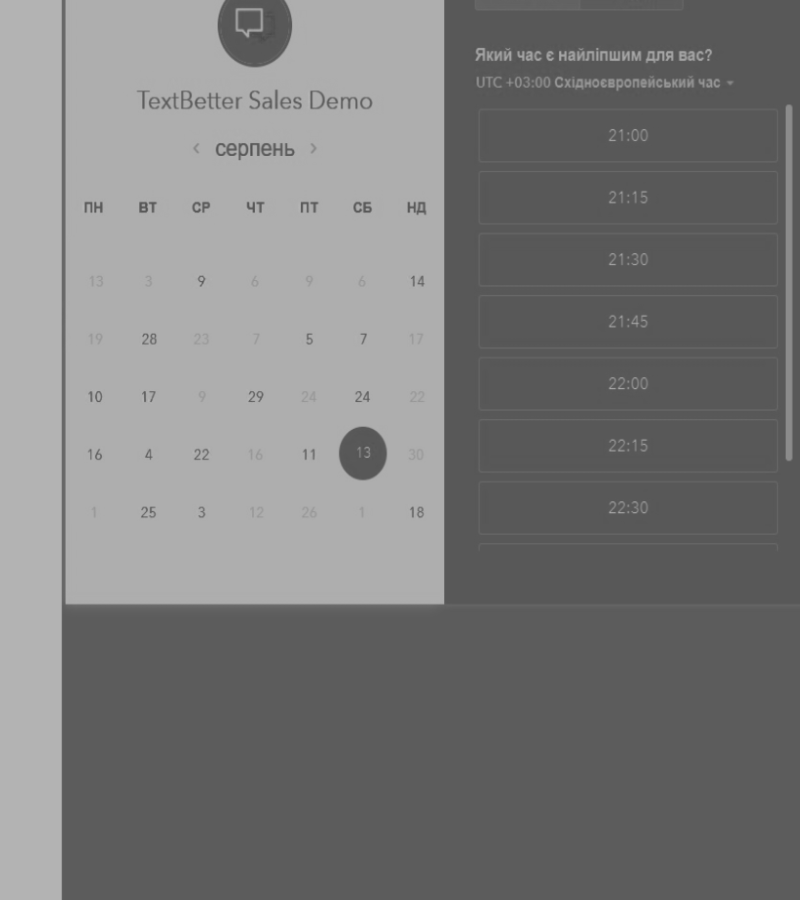 TextBetter Sales Demo
‹ серпень ›
ПН ВТ СР ЧТ ПТ СБ НД
13 3 9 6 9 6 14
19 28 23 7 5 7 17
10 17 9 29 24 24 22
16 4 22 16 11 13 30
1 25 3 12 26 1 18
Який час є найліпшим для вас?
UTC +03:00 Східноєвропейський час
21:00
21:15
21:30
21:45
22:00
22:15
22:30